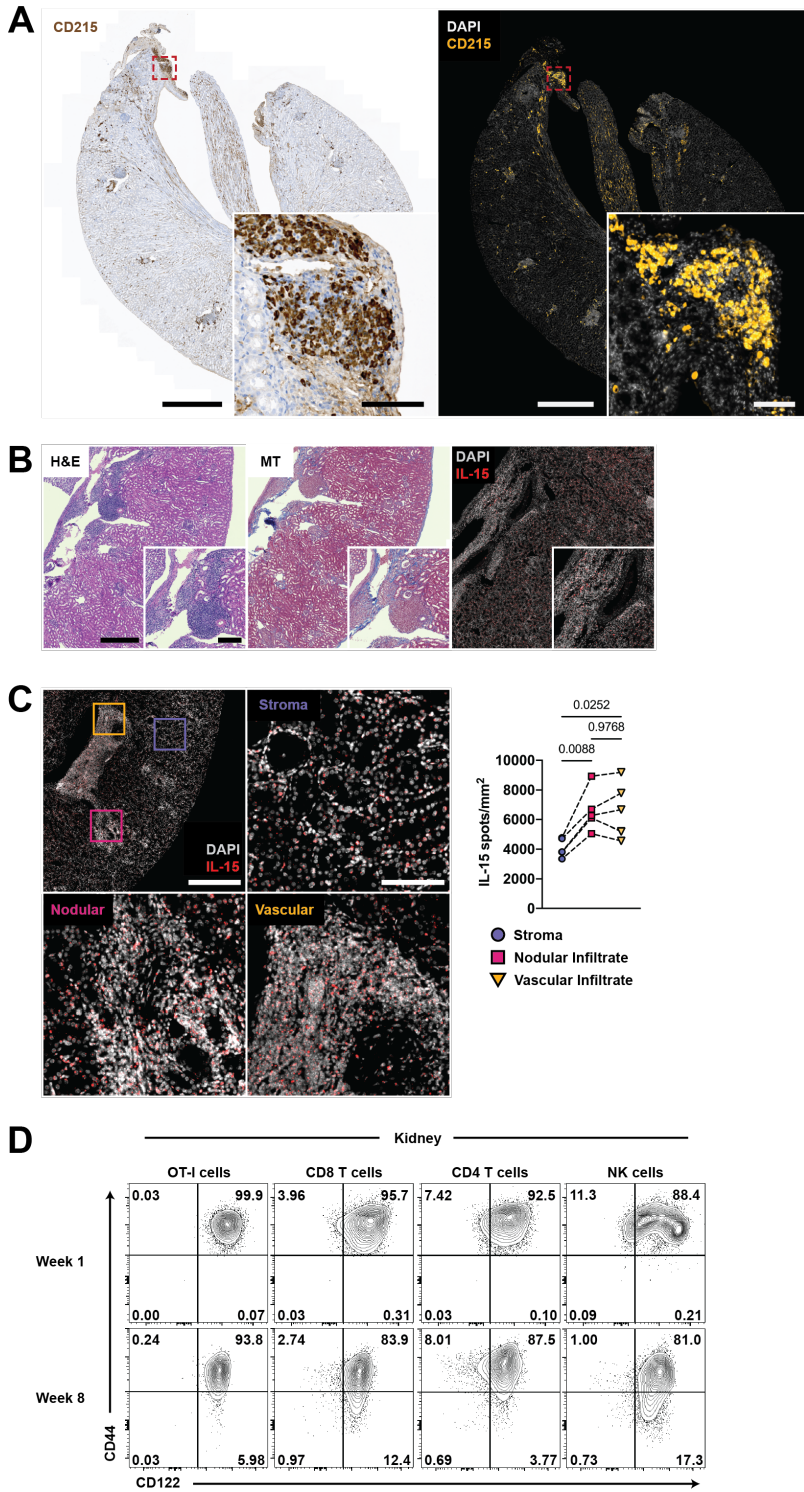 A
CD215
DAPI
CD215
B
H&E
MT
DAPI
IL-15
C
Stroma
DAPI
IL-15
Nodular
Vascular
0.0252
0.9768
0.0088
10000
8000
6000
4000
2000
0
IL-15 spots/mm²
Stroma
Nodular Infiltrate
Vascular Infiltrate
D
Kidney
OT-I cells CD8 T cells CD4 T cells NK cells
0.03 99.9 3.96 95.7 7.42 92.5 11.3 88.4
Week 1
0.00 0.07 0.03 0.31 0.03 0.10 0.09 0.21
0.24 93.8 2.74 83.9 8.01 87.5 1.00 81.0
Week 8
0.03 5.98 0.97 12.4 0.69 3.77 0.73 17.3
CD44
CD122